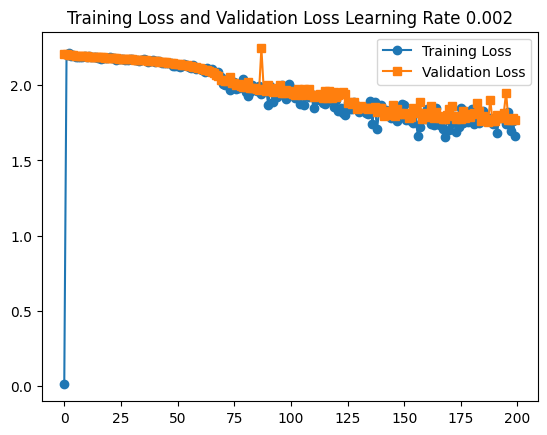 Training Loss and Validation Loss Learning Rate 0.002
Training Loss
Validation Loss
2.0
1.5
1.0
0.5
0.0
0 25 50 75 100 125 150 175 200